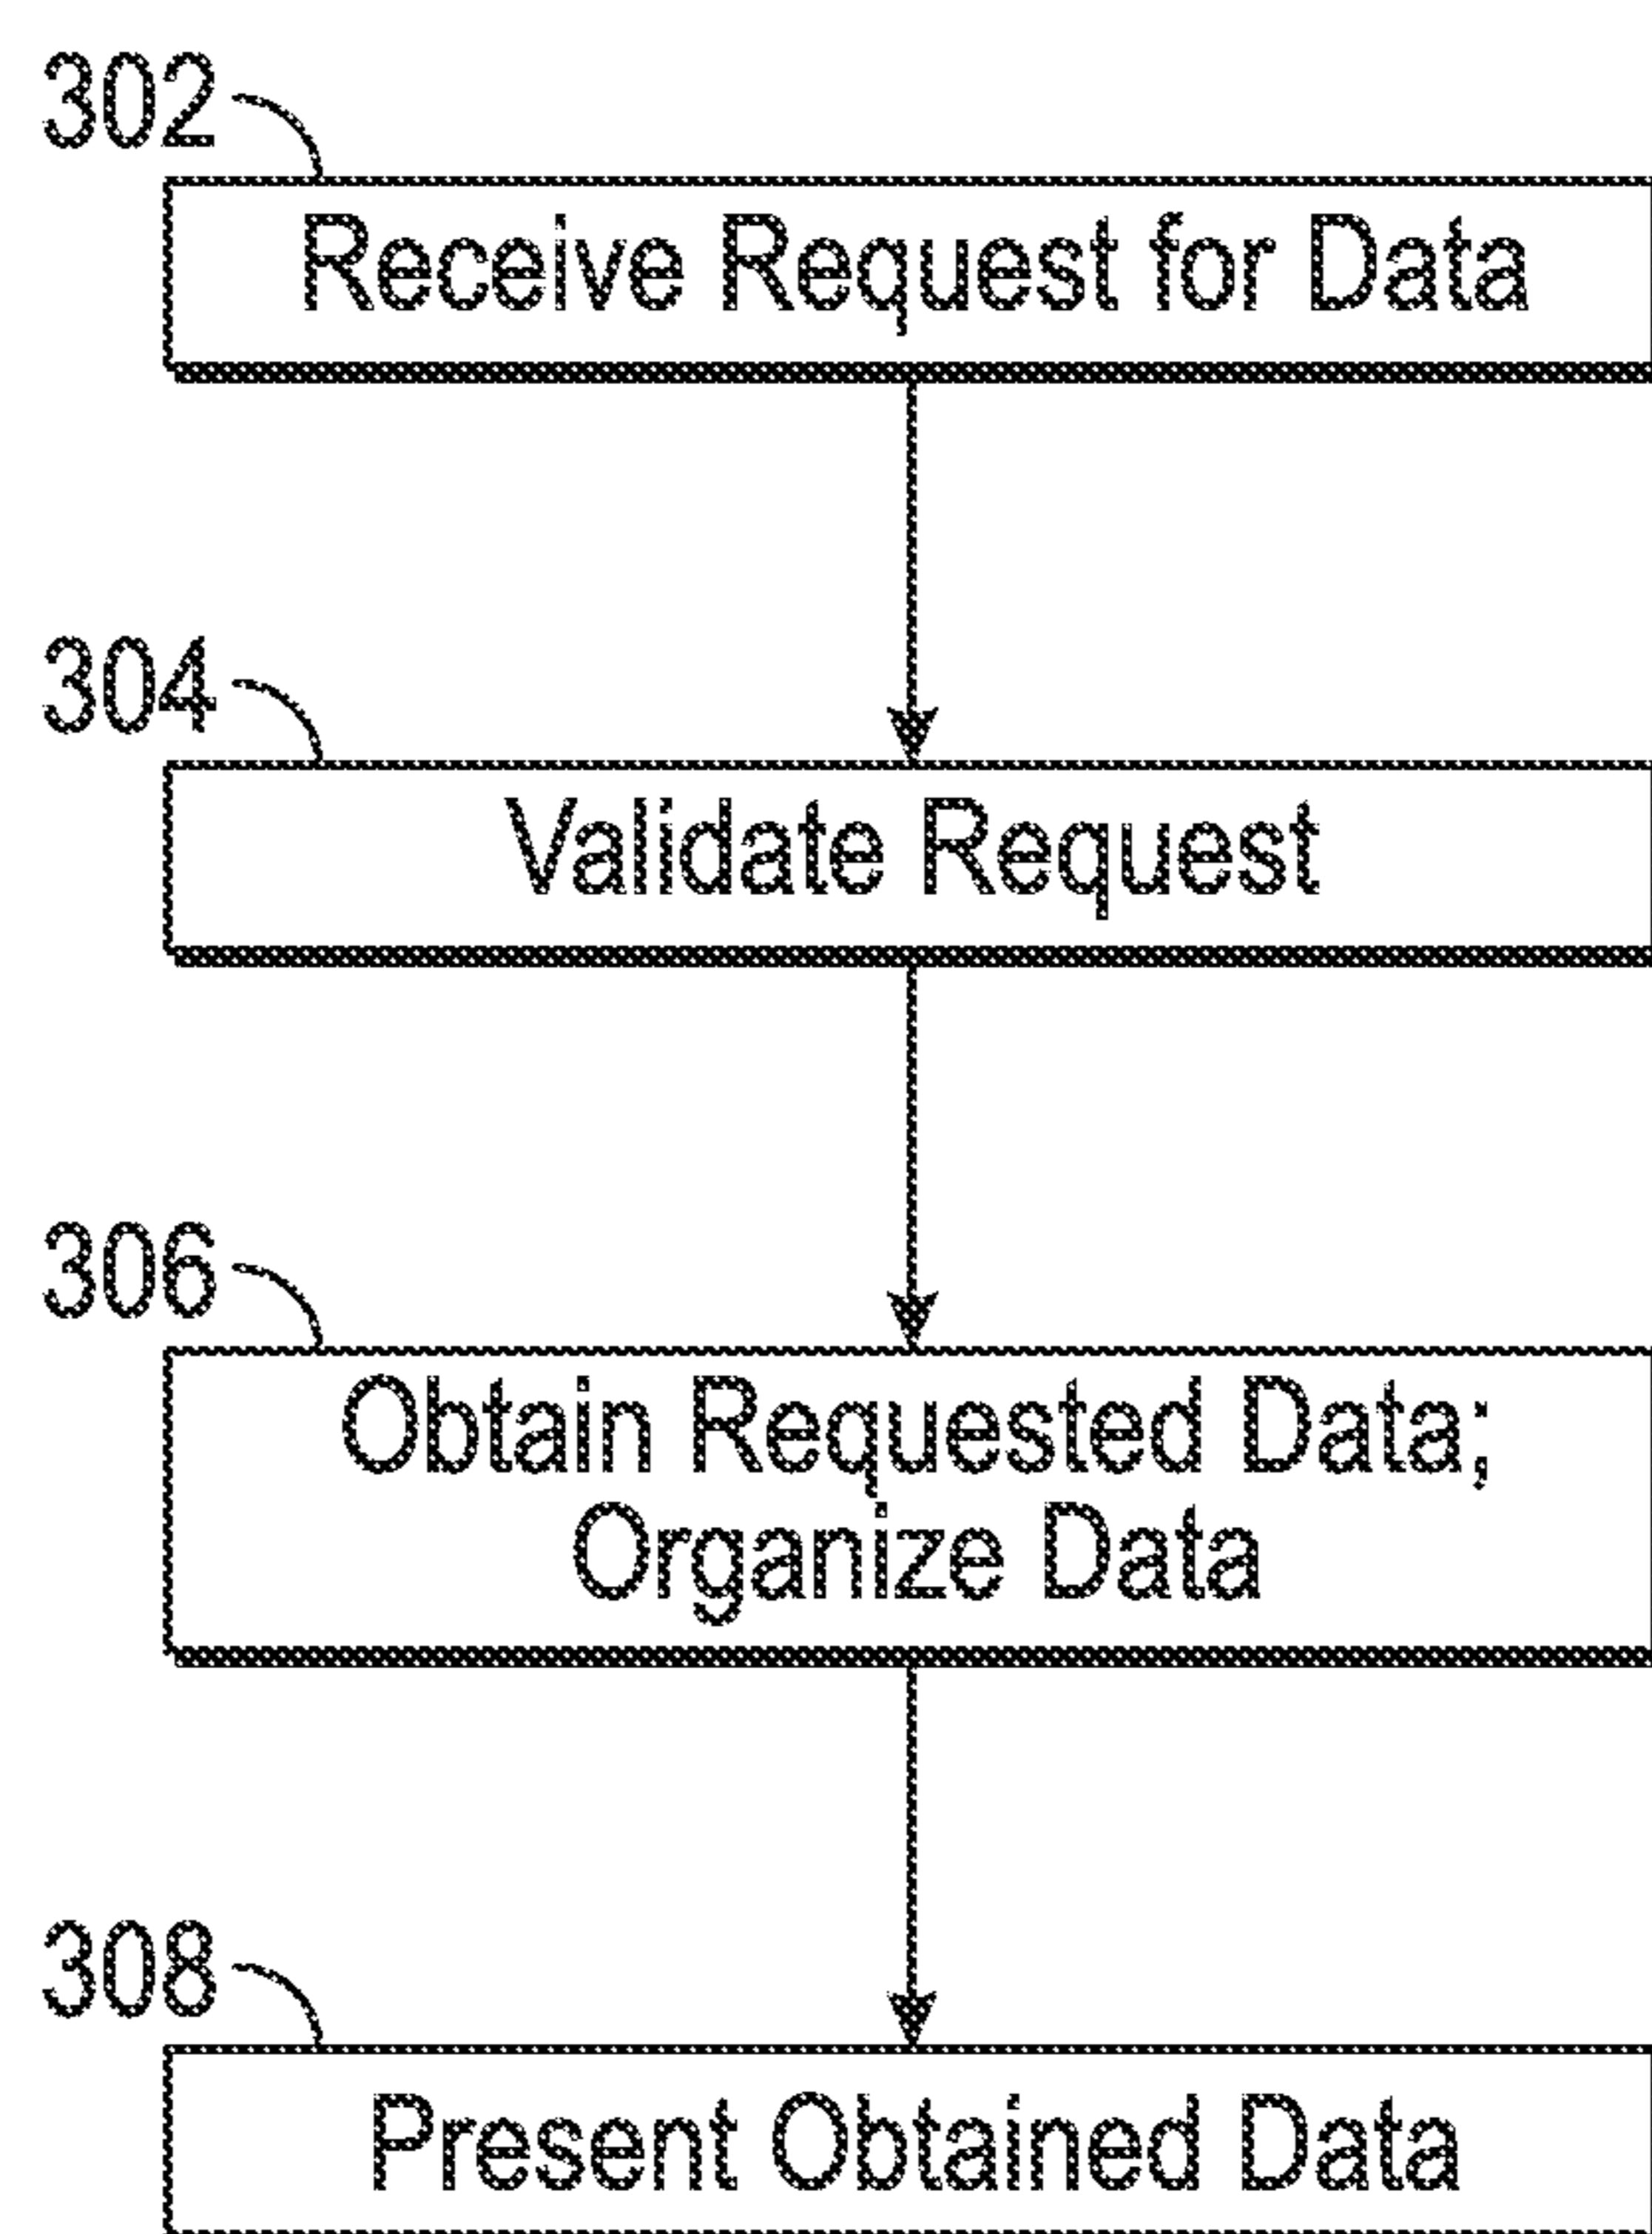 302
Receive Request for Data
304
Validate Request
306
Obtain Requested Data;
Organize Data
308
Present Obtained Data